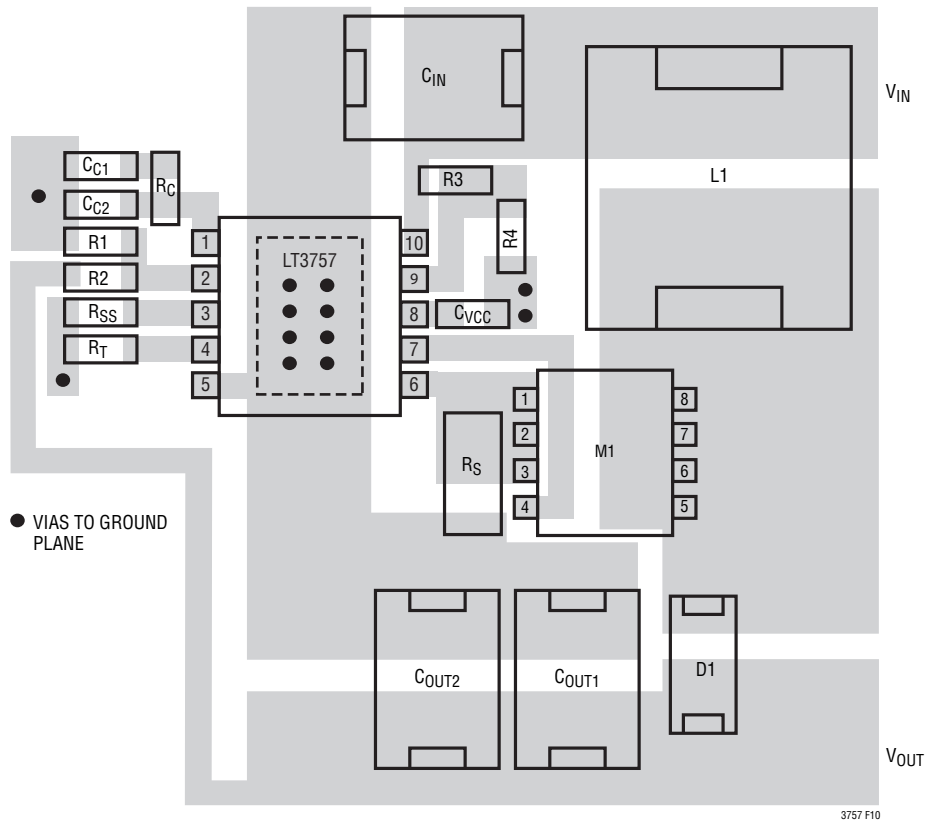 CIN
VIN
L1
CC1
RC
CC2
R1
R2
RSS
RT
R3
R4
LT3757
1
2
3
4
5
10
9
8
7
6
CVCC
RS
M1
1
2
3
4
8
7
6
5
● VIAS TO GROUND
PLANE
COUT2
COUT1
D1
VOUT
3757 F10